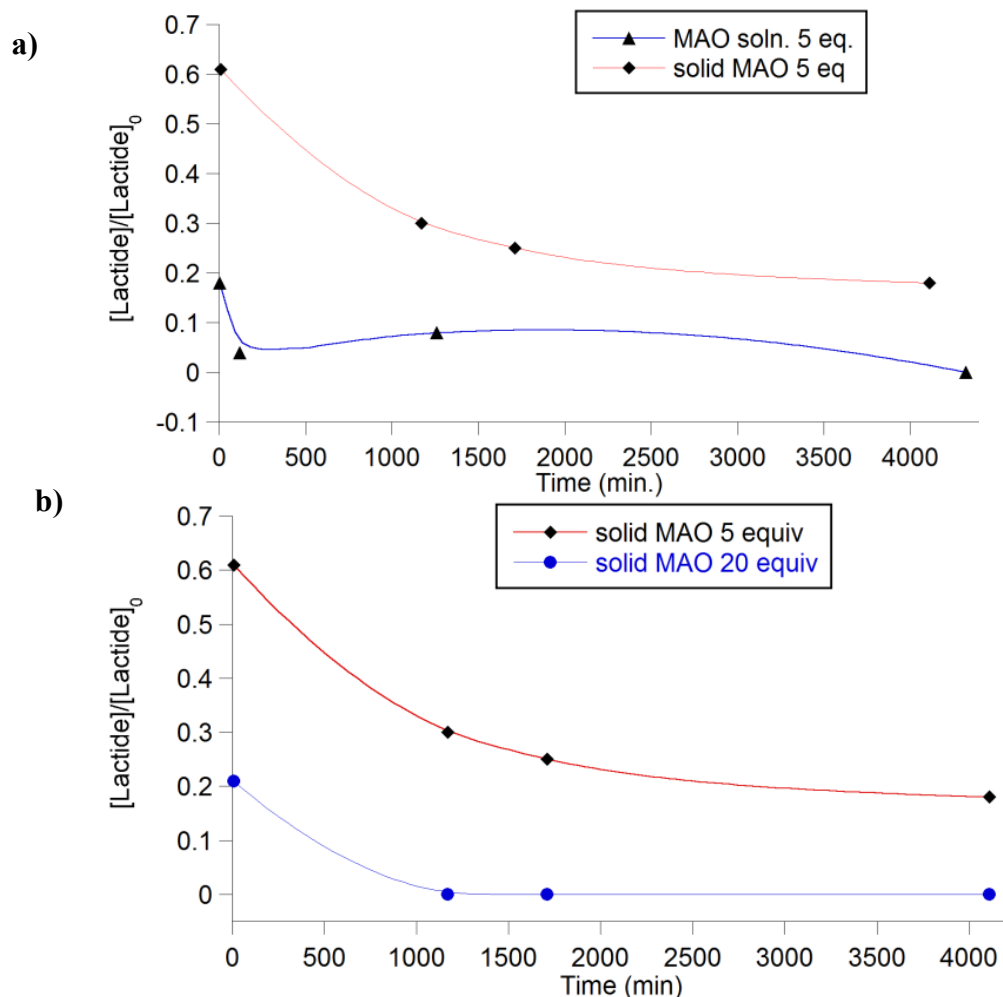 a)
MAO soln. 5 eq.
solid MAO 5 eq
[Lactide]/[Lactide]0
0.7
0.6
0.5
0.4
0.3
0.2
0.1
0
-0.1
0 500 1000 1500 2000 2500 3000 3500 4000
Time (min.)
b)
solid MAO 5 equiv
solid MAO 20 equiv
[Lactide]/[Lactide]0
0.7
0.6
0.5
0.4
0.3
0.2
0.1
0
0 500 1000 1500 2000 2500 3000 3500 4000
Time (min)